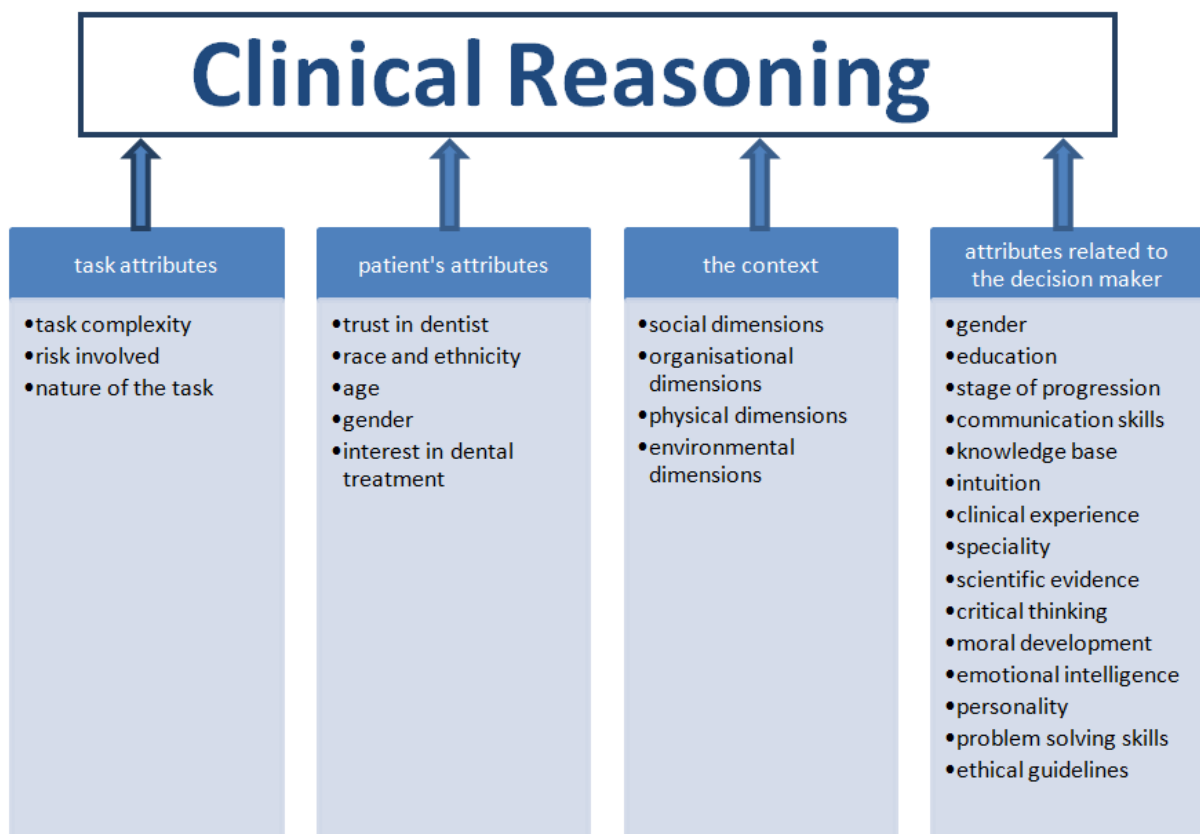 Clinical Reasoning
task attributes
•task complexity
•risk involved
•nature of the task
patient's attributes
•trust in dentist
•race and ethnicity
•age
•gender
•interest in dental
treatment
the context
•social dimensions
•organisational
dimensions
•physical dimensions
•environmental
dimensions
attributes related to
the decision maker
•gender
•education
•stage of progression
•communication skills
•knowledge base
•intuition
•clinical experience
•speciality
•scientific evidence
•critical thinking
•moral development
•emotional intelligence
•personality
•problem solving skills
•ethical guidelines